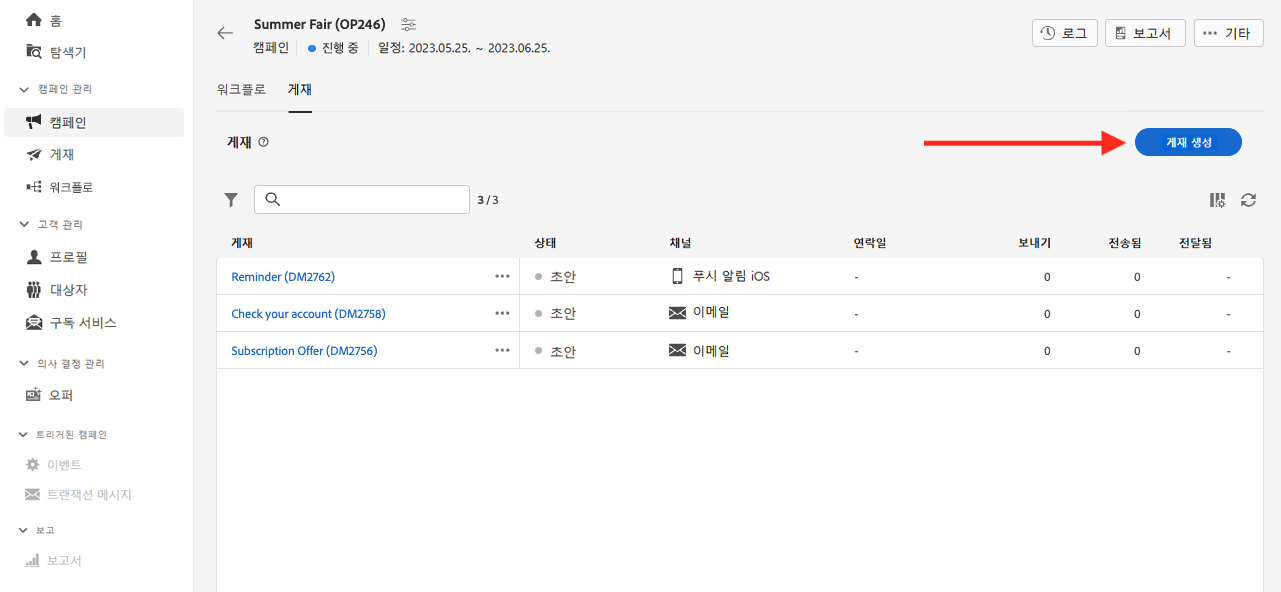 홈
탐색기
캠페인 관리
캠페인
게재
워크플로
고객 관리
프로필
대상자
구독 서비스
의사 결정 관리
오퍼
트리거된 캠페인
이벤트
트랜잭션 메시지
보고
보고서
Summer Fair (OP246)
캠페인 진행 중 일정: 2023.05.25. ~ 2023.06.25.
로그 보고서 기타
워크플로 게재
게재
게재 생성
3 / 3
게재 상태 채널 연락일 보내기 전송됨 전달됨
Reminder (DM2762) 초안 푸시 알림 iOS - 0 0 -
Check your account (DM2758) 초안 이메일 - 0 0 -
Subscription Offer (DM2756) 초안 이메일 - 0 0 -